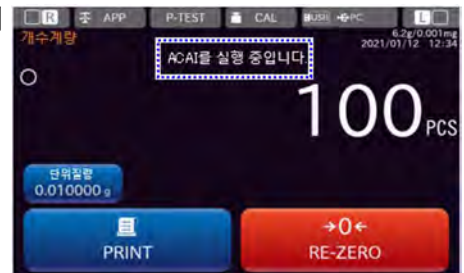 R APP P-TEST CAL USB PC L
개수계량
6.2g/0.001mg
2021/01/12 12:34
ACAI를 실행 중입니다.
100 PCS
단위질량
0.010000 g
PRINT
→0←
RE-ZERO